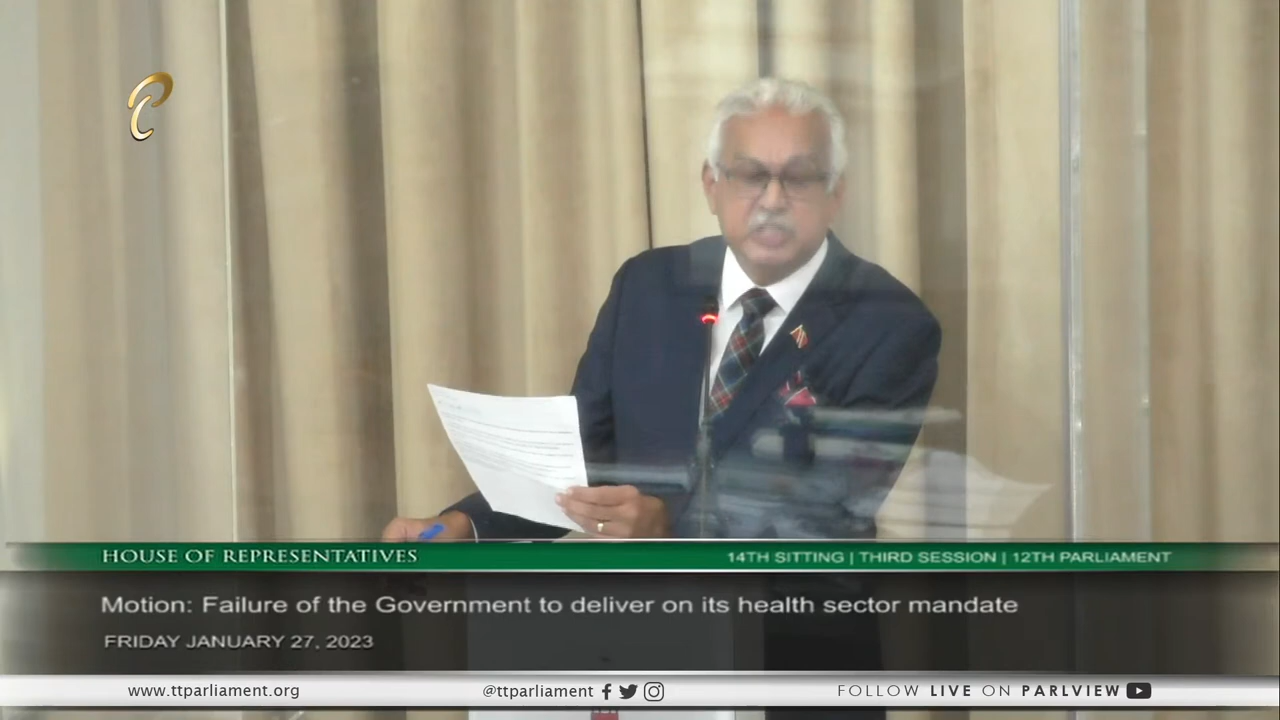 HOUSE OF REPRESENTATIVES
14TH SITTING | THIRD SESSION | 12TH PARLIAMENT
Motion: Failure of the Government to deliver on its health sector mandate
FRIDAY JANUARY 27, 2023
www.ttparliament.org
@ttparliament
FOLLOW LIVE ON PARLVIEW